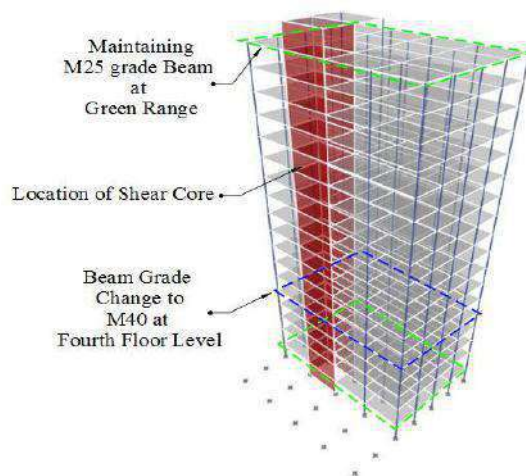 Maintaining
M25 grade Beam
at
Green Range
Location of Shear Core
Beam Grade
Change to
M40 at
Fourth Floor Level